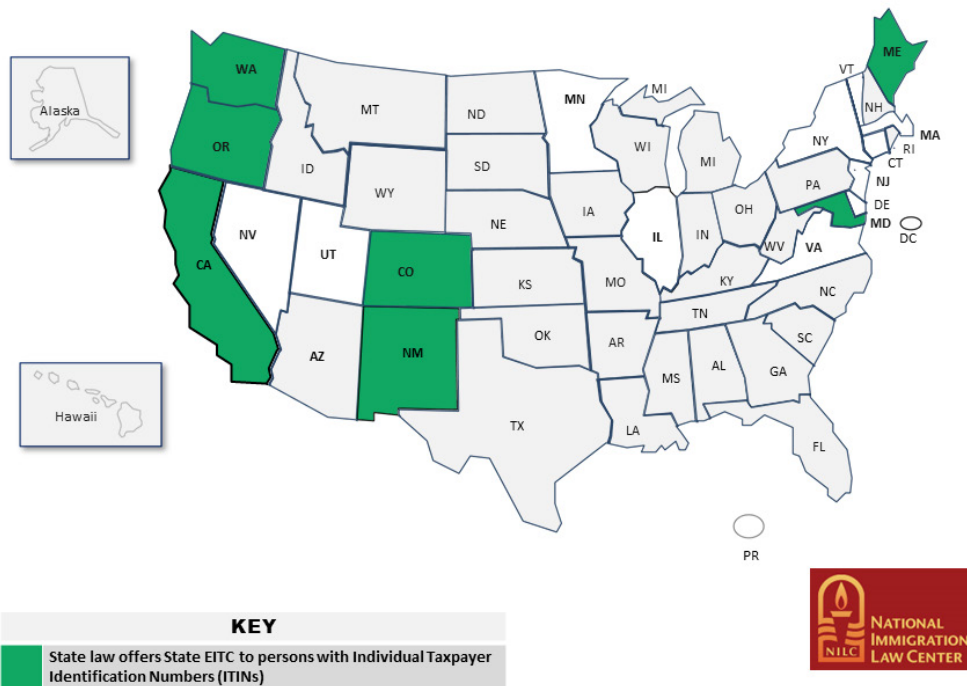 ME
WA
VT
MI
MN
MT
ND
NH
Alaska
OR
MA
NY
WI
RI
ID
SD
MI
CT
WY
PA
NJ
IA
NE
OH
DE
MD
NV
IL
IN
DC
UT
WV
VA
CA
CO
KY
KS
MO
NC
TN
OK
SC
AZ
NM
AR
AL
GA
MS
Hawaii
TX
LA
FL
PR
KEY
State law offers State EITC to persons with Individual Taxpayer
Identification Numbers (ITINs)
NILC
NATIONAL
IMMIGRATION
LAW CENTER